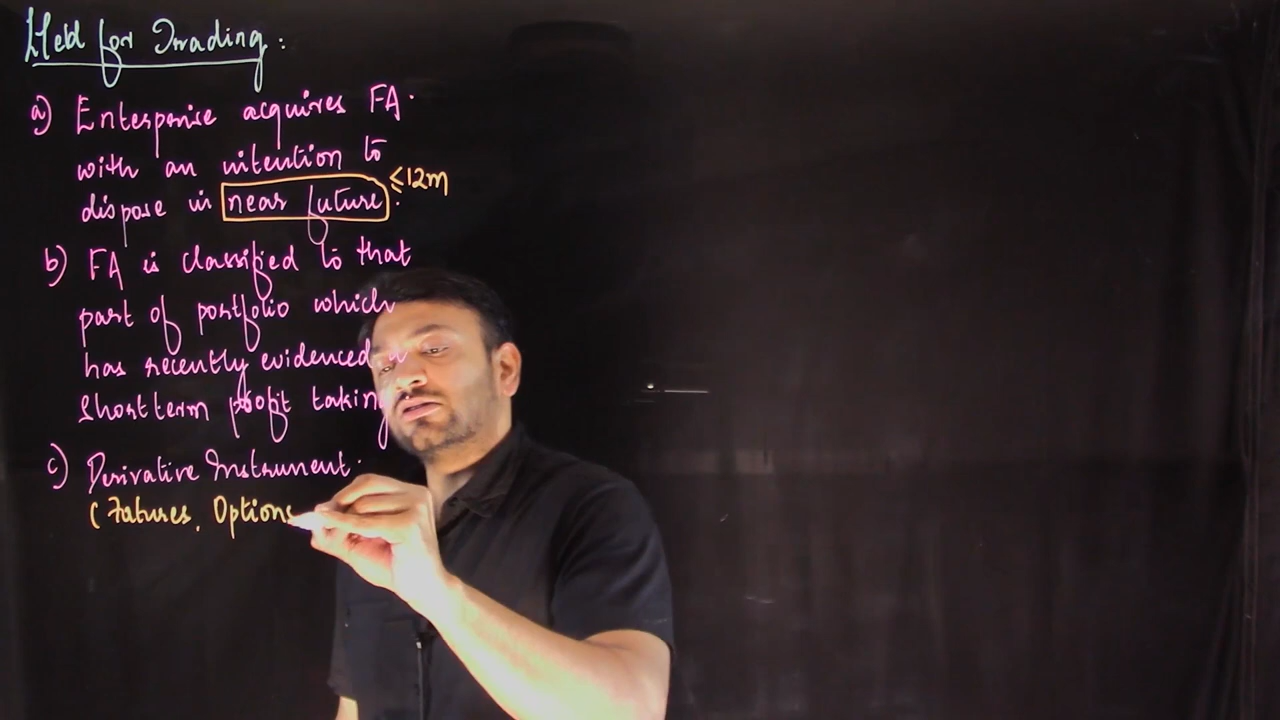 Held for Trading:
a) Enterprise acquires FA.
with an intention to
dispose in near future. ≤12m
b) FA is classified to that
part of portfolio which
has recently evidenced a
short term profit taking
c) Derivative Instrument.
(Futures, Options